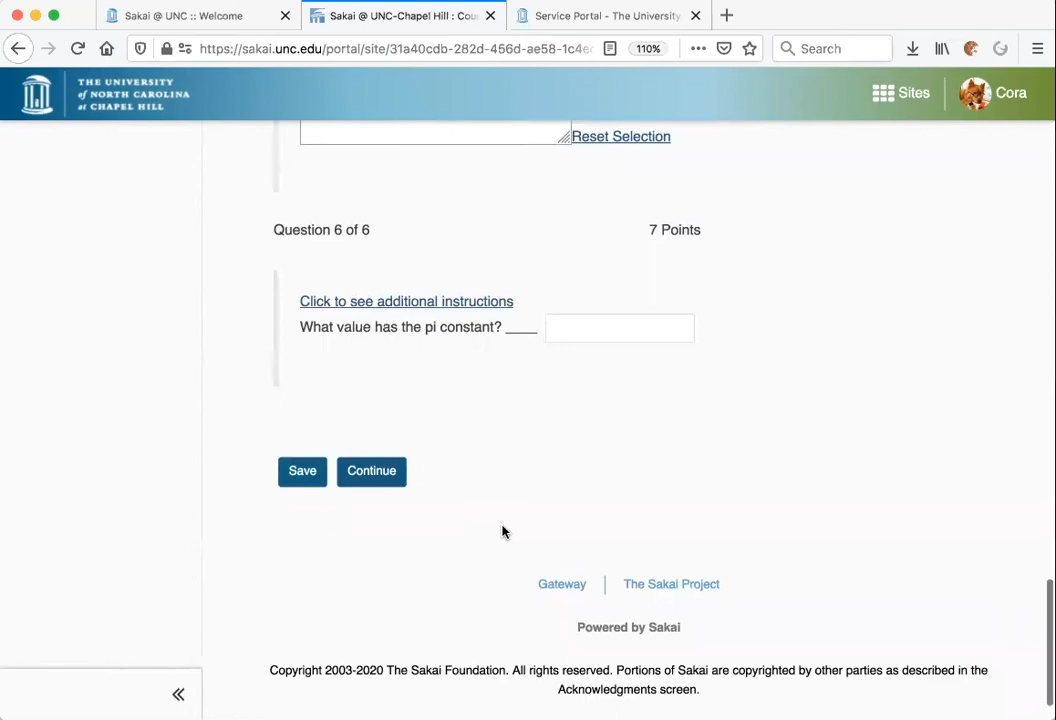 Sakai @ UNC :: Welcome
Sakai @ UNC-Chapel Hill : Cou
Service Portal - The University
https://sakai.unc.edu/portal/site/31a40cdb-282d-456d-ae58-1c4e
110%
Search
THE UNIVERSITY
of NORTH CAROLINA
at CHAPEL HILL
Sites
Cora
Reset Selection
Question 6 of 6
7 Points
Click to see additional instructions
What value has the pi constant? ____
Save
Continue
Gateway
The Sakai Project
Powered by Sakai
Copyright 2003-2020 The Sakai Foundation. All rights reserved. Portions of Sakai are copyrighted by other parties as described in the
Acknowledgments screen.